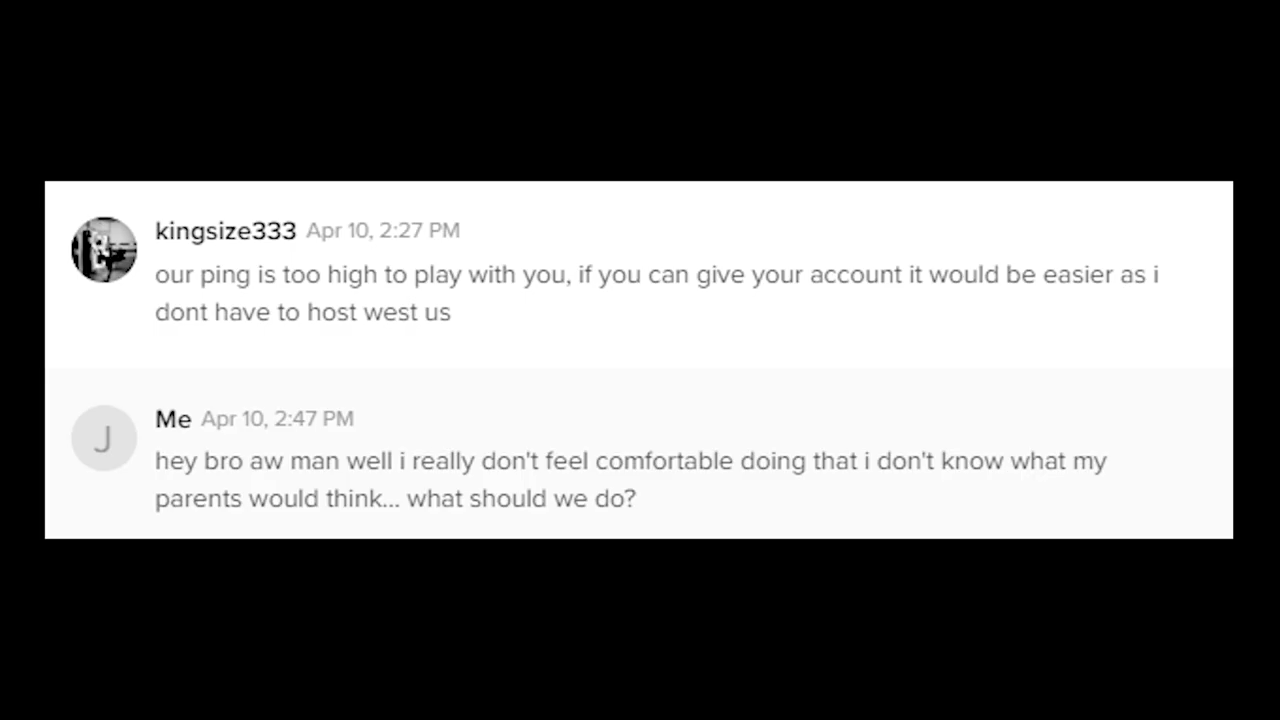 kingsize333 Apr 10, 2:27 PM
our ping is too high to play with you, if you can give your account it would be easier as i
dont have to host west us
J
Me Apr 10, 2:47 PM
hey bro aw man well i really don't feel comfortable doing that i don't know what my
parents would think... what should we do?